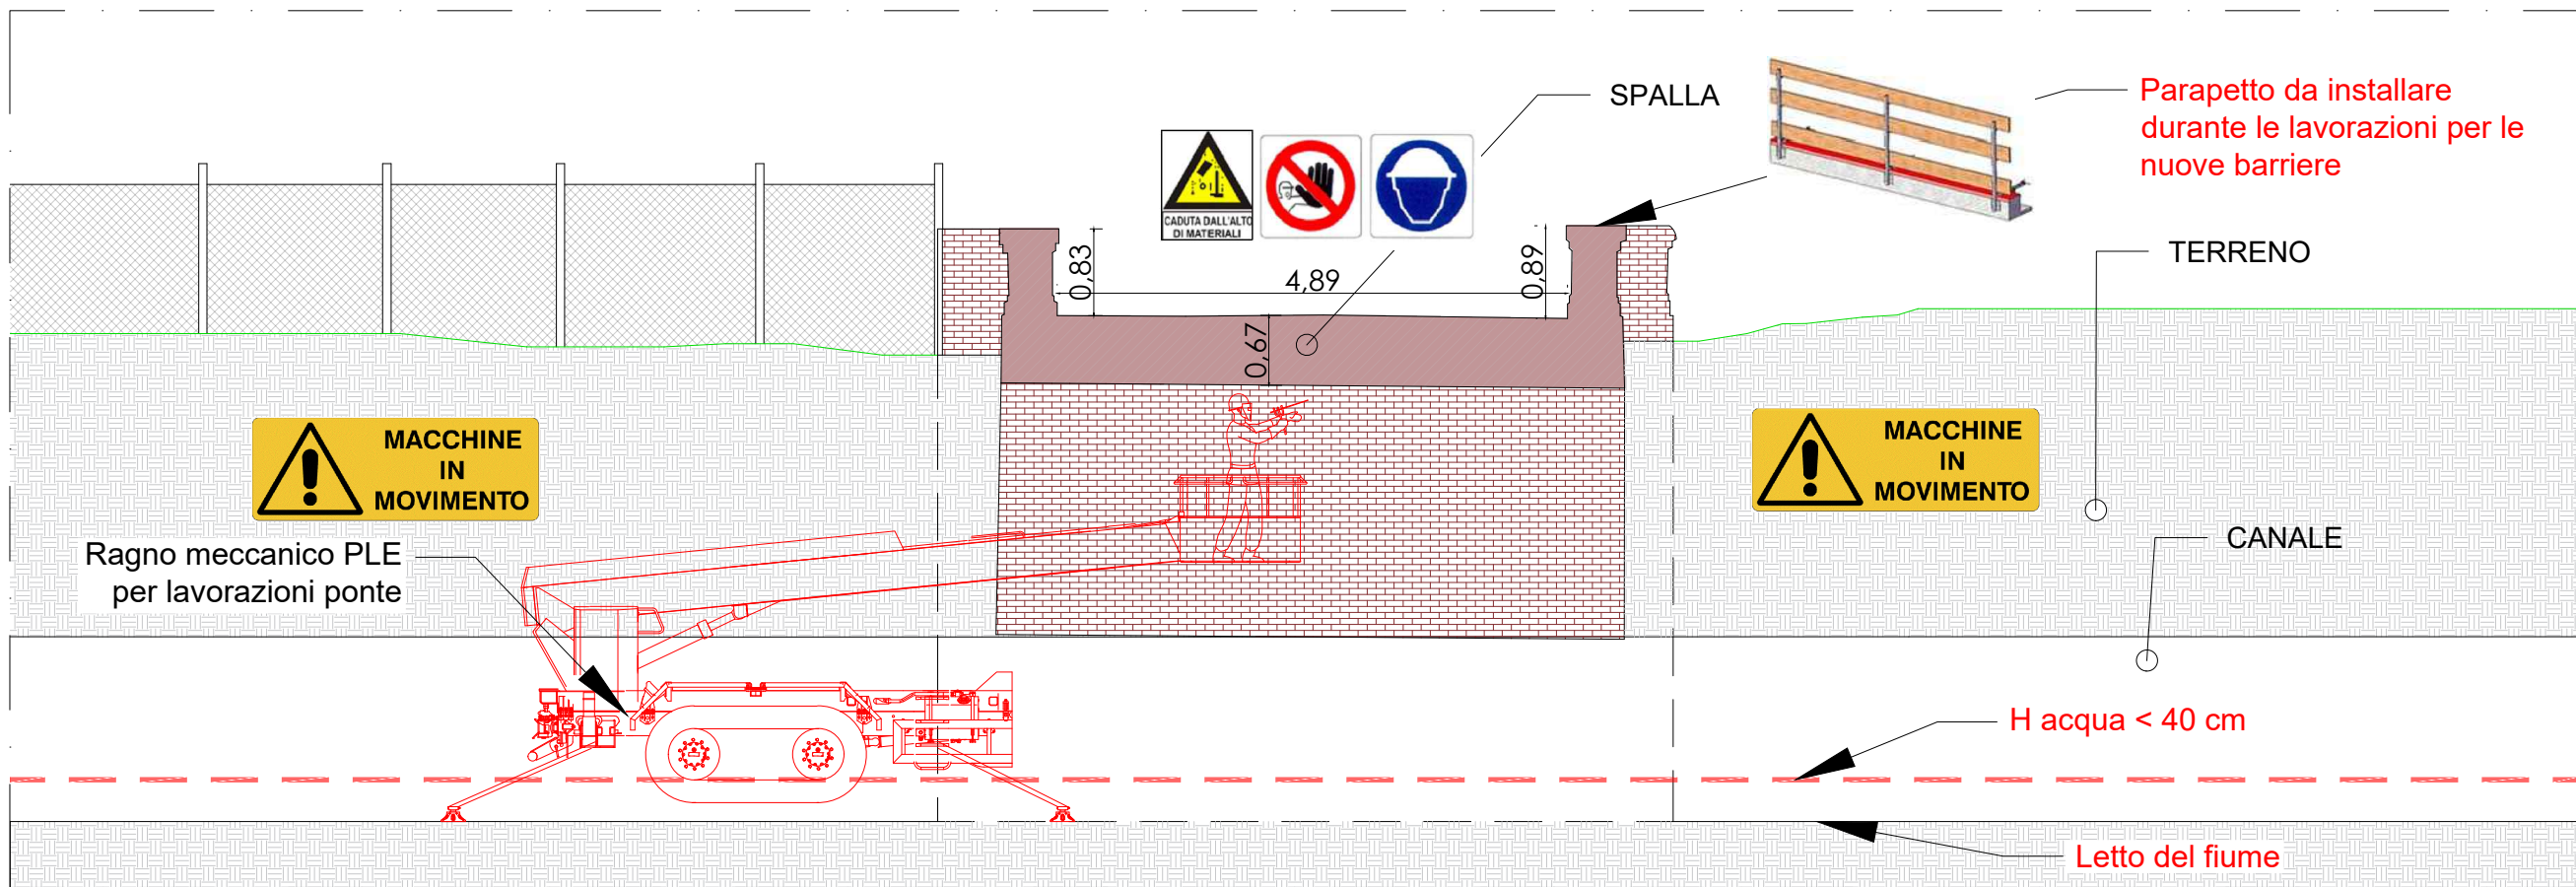 SPALLA
Parapetto da installare
durante le lavorazioni per le
nuove barriere
CADUTA DALL'ALTO
DI MATERIALI
TERRENO
0,83
4,89
0,89
0,67
MACCHINE
IN
MOVIMENTO
MACCHINE
IN
MOVIMENTO
Ragno meccanico PLE
per lavorazioni ponte
CANALE
H acqua < 40 cm
Letto del fiume